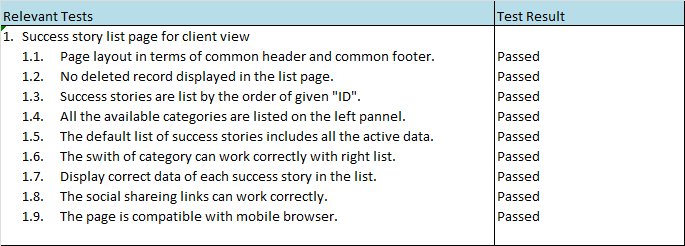 Relevant Tests Test Result
1. Success story list page for client view
1.1. Page layout in terms of common header and common footer. Passed
1.2. No deleted record displayed in the list page. Passed
1.3. Success stories are list by the order of given "ID". Passed
1.4. All the available categories are listed on the left pannel. Passed
1.5. The default list of success stories includes all the active data. Passed
1.6. The swith of category can work correctly with right list. Passed
1.7. Display correct data of each success story in the list. Passed
1.8. The social shareing links can work correctly. Passed
1.9. The page is compatible with mobile browser. Passed